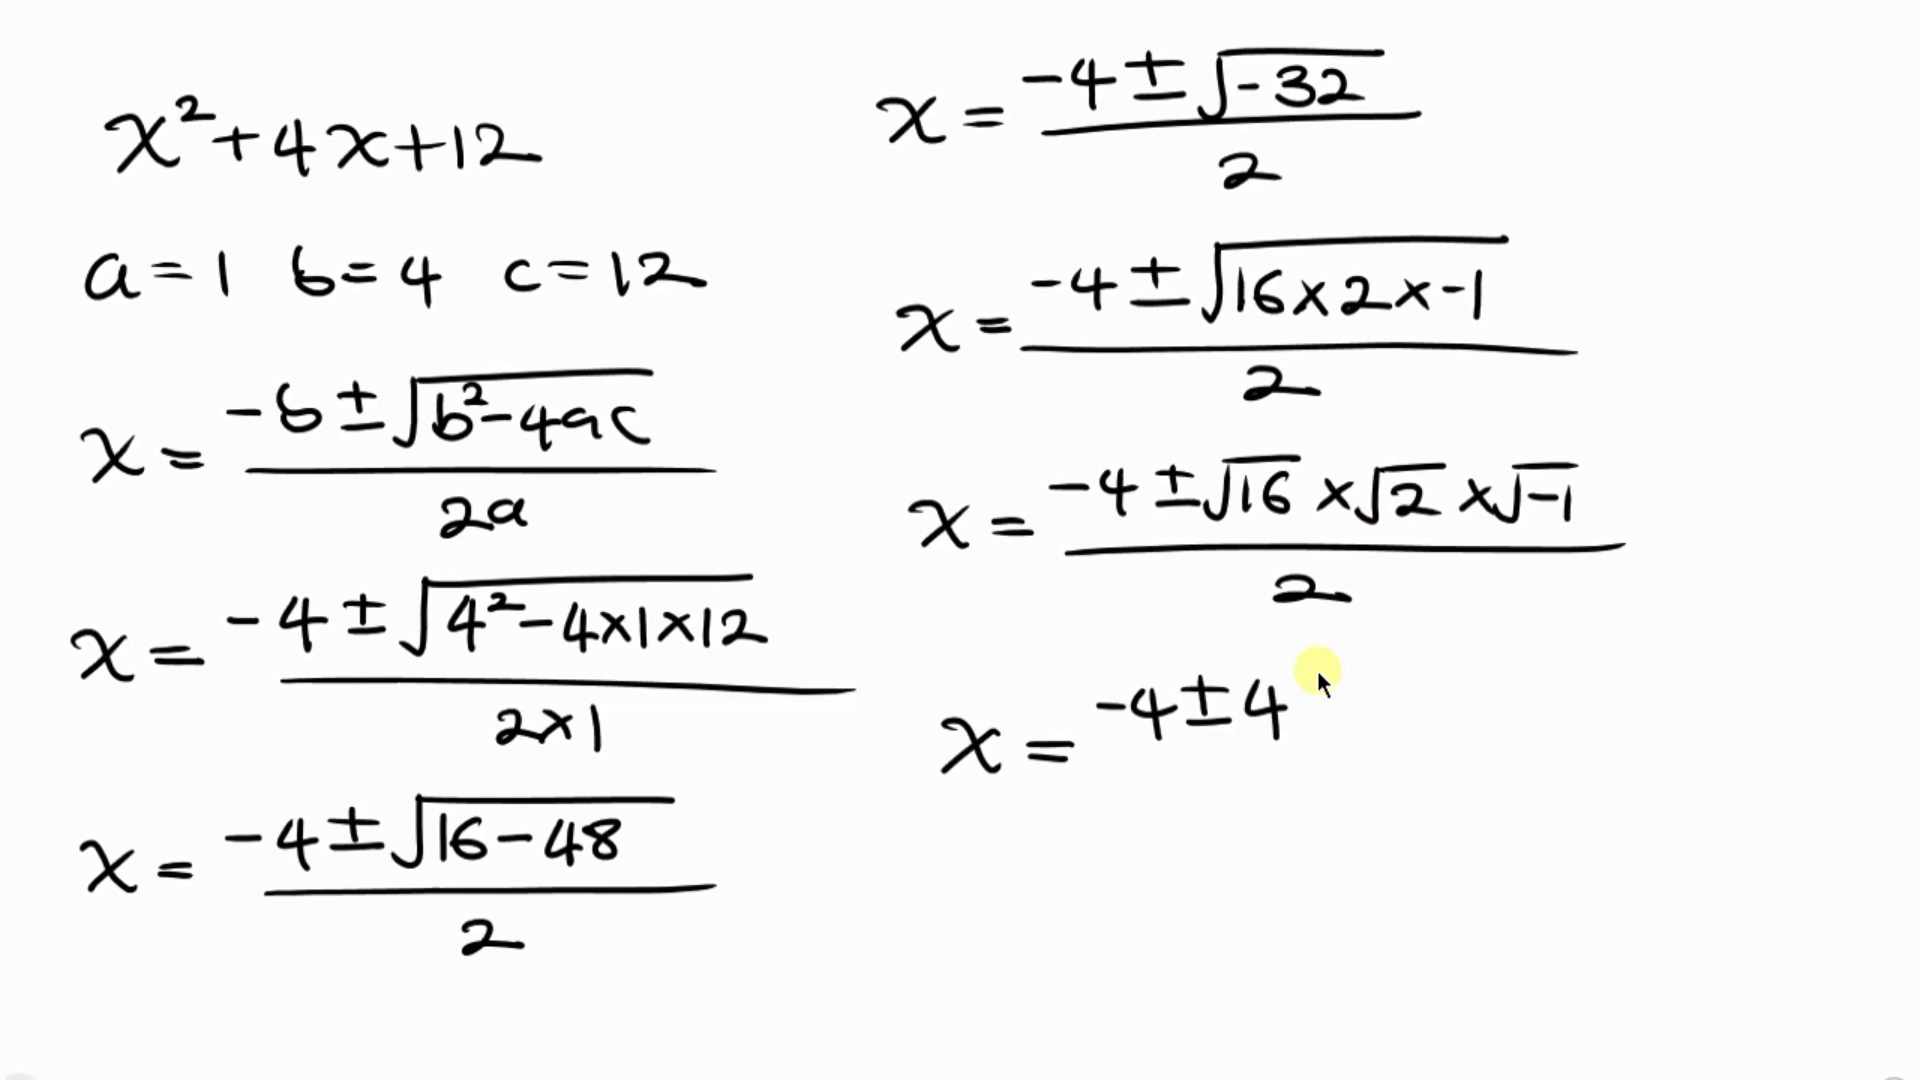 x²+4x+12
a=1 b=4 c=12
x = -b±√b²-4ac
2a
x = -4±√4²-4×1×12
2×1
x = -4±√16-48
2
x = -4±√-32
2
x = -4±√16×2×-1
2
x = -4±√16×√2×√-1
2
x = -4±4